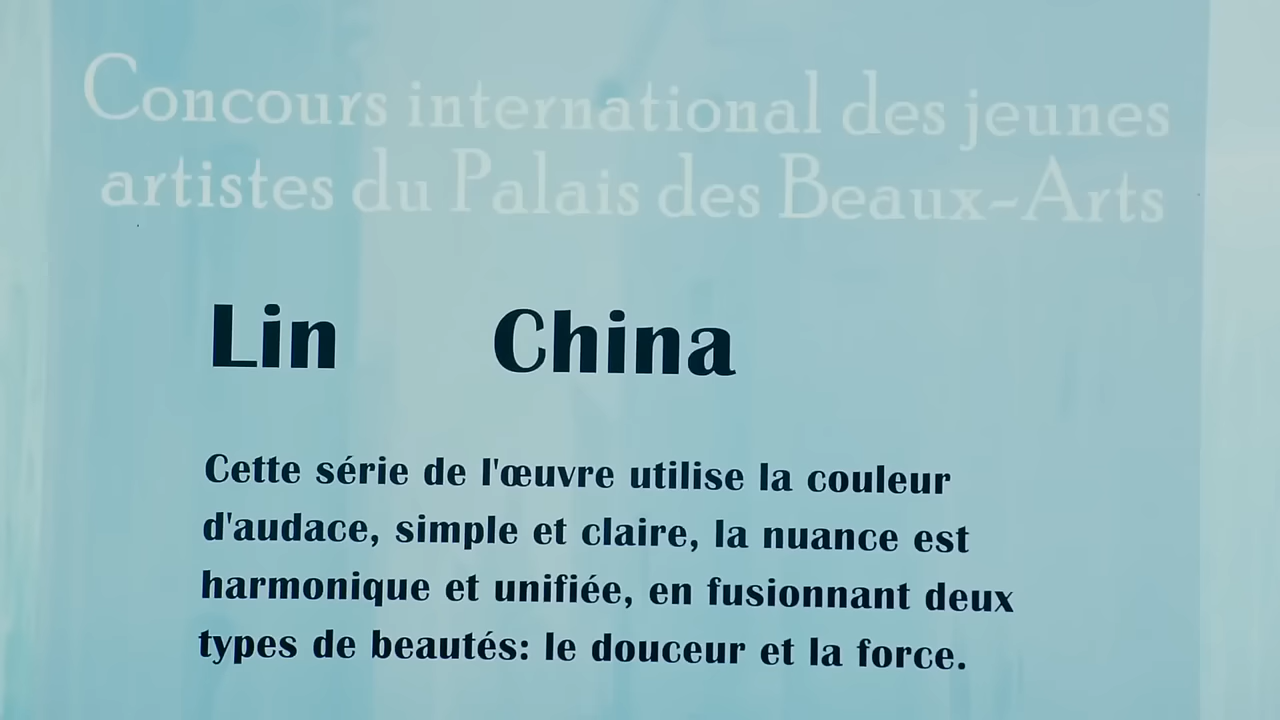 Concours international des jeunes
artistes du Palais des Beaux-Arts
Lin China
Cette série de l'œuvre utilise la couleur
d'audace, simple et claire, la nuance est
harmonique et unifiée, en fusionnant deux
types de beautés: le douceur et la force.